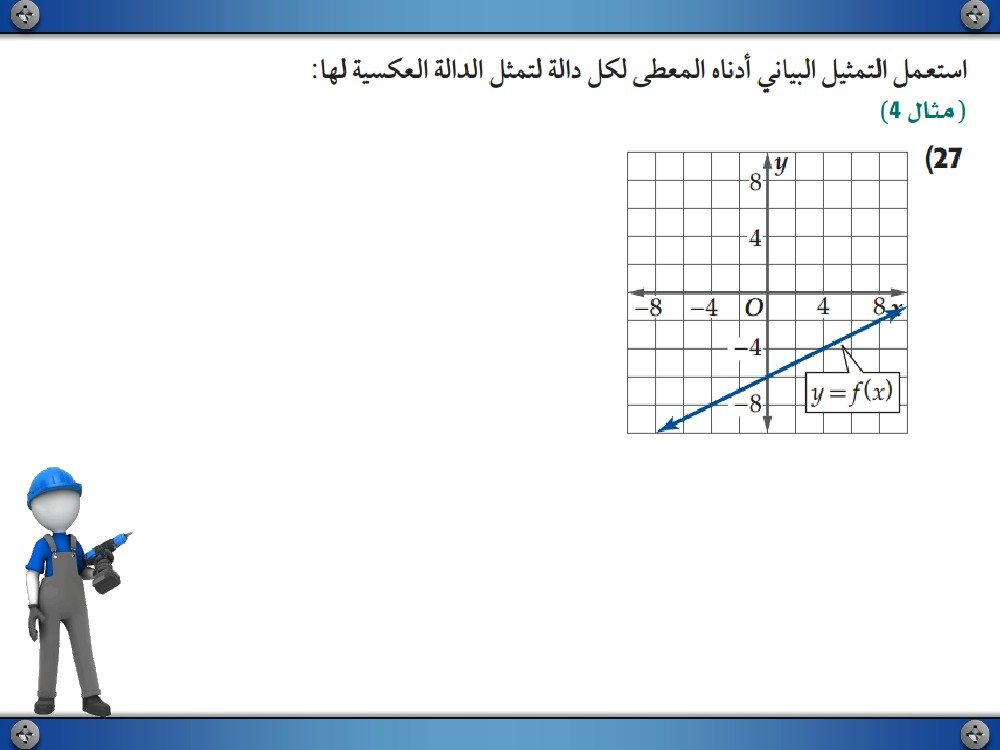 استعمل التمثيل البياني أدناه المعطى لكل دالة لتمثل الدالة العكسية لها:
(مثال 4)
(27
y
8
4
−8 −4 O 4 8 x
−4
y = f(x)
−8